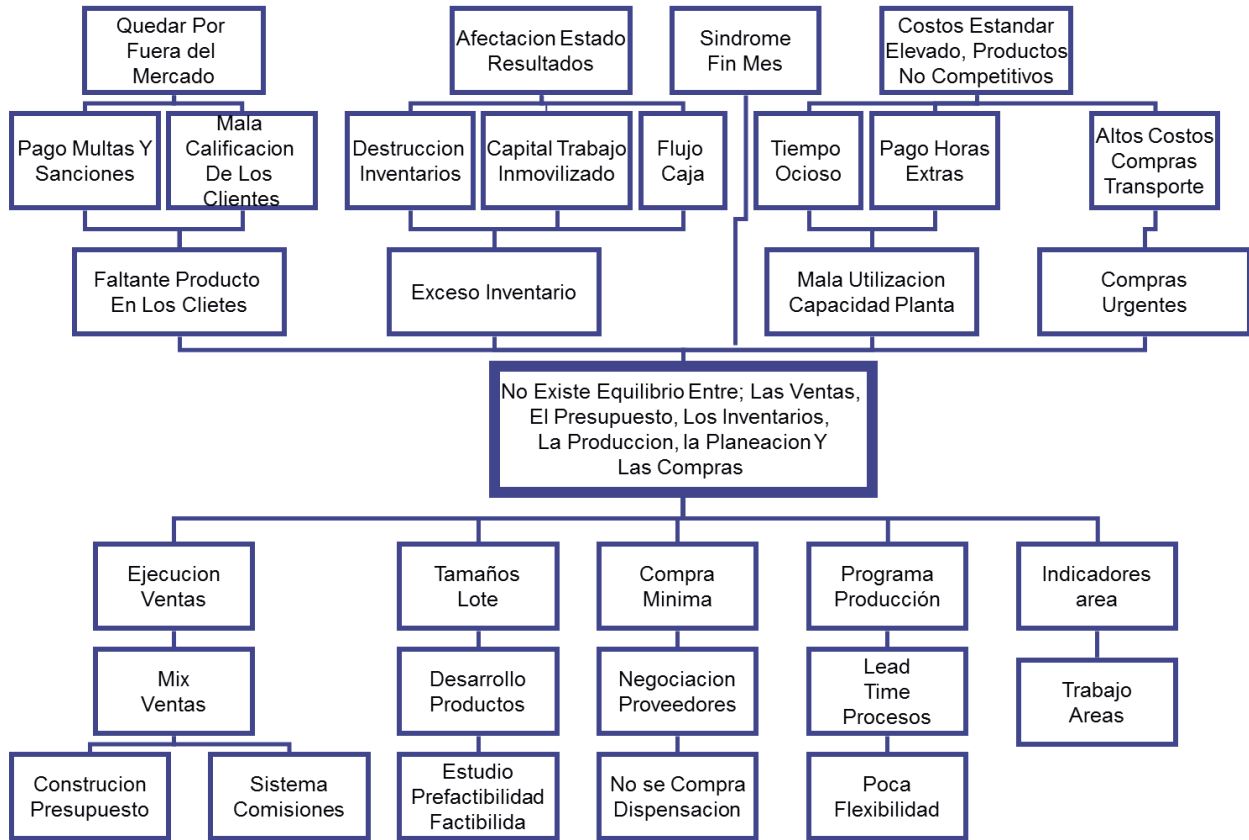 Quedar Por
Fuera del
Mercado
Afectacion Estado
Resultados
Sindrome
Fin Mes
Costos Estandar
Elevado, Productos
No Competitivos
Pago Multas Y
Sanciones
Mala
Calificacion
De Los
Clientes
Destruccion
Inventarios
Capital Trabajo
Inmovilizado
Flujo
Caja
Tiempo
Ocioso
Pago Horas
Extras
Altos Costos
Compras
Transporte
Faltante Producto
En Los Clietes
Exceso Inventario
Mala Utilizacion
Capacidad Planta
Compras
Urgentes
No Existe Equilibrio Entre; Las Ventas,
El Presupuesto, Los Inventarios,
La Produccion, la Planeacion Y
Las Compras
Ejecucion
Ventas
Tamaños
Lote
Compra
Minima
Programa
Producción
Indicadores
area
Mix
Ventas
Desarrollo
Productos
Negociacion
Proveedores
Lead
Time
Procesos
Trabajo
Areas
Construcion
Presupuesto
Sistema
Comisiones
Estudio
Prefactibilidad
Factibilida
No se Compra
Dispensacion
Poca
Flexibilidad